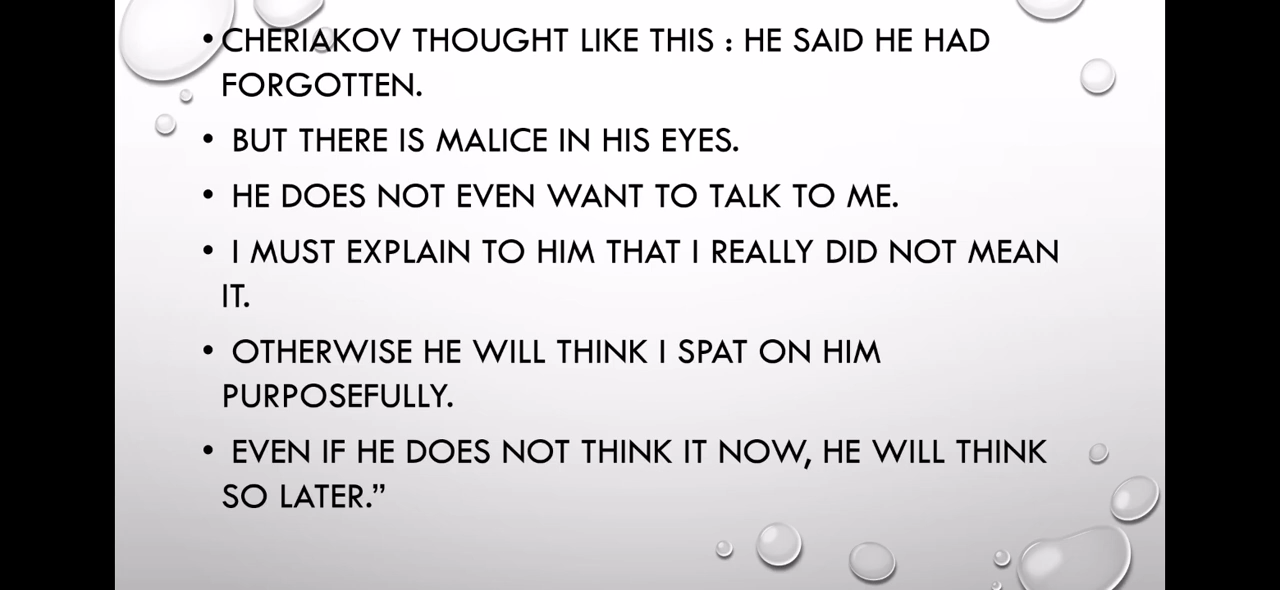 • CHERIAKOV THOUGHT LIKE THIS : HE SAID HE HAD
FORGOTTEN.
• BUT THERE IS MALICE IN HIS EYES.
• HE DOES NOT EVEN WANT TO TALK TO ME.
• I MUST EXPLAIN TO HIM THAT I REALLY DID NOT MEAN
IT.
• OTHERWISE HE WILL THINK I SPAT ON HIM
PURPOSEFULLY.
• EVEN IF HE DOES NOT THINK IT NOW, HE WILL THINK
SO LATER.”